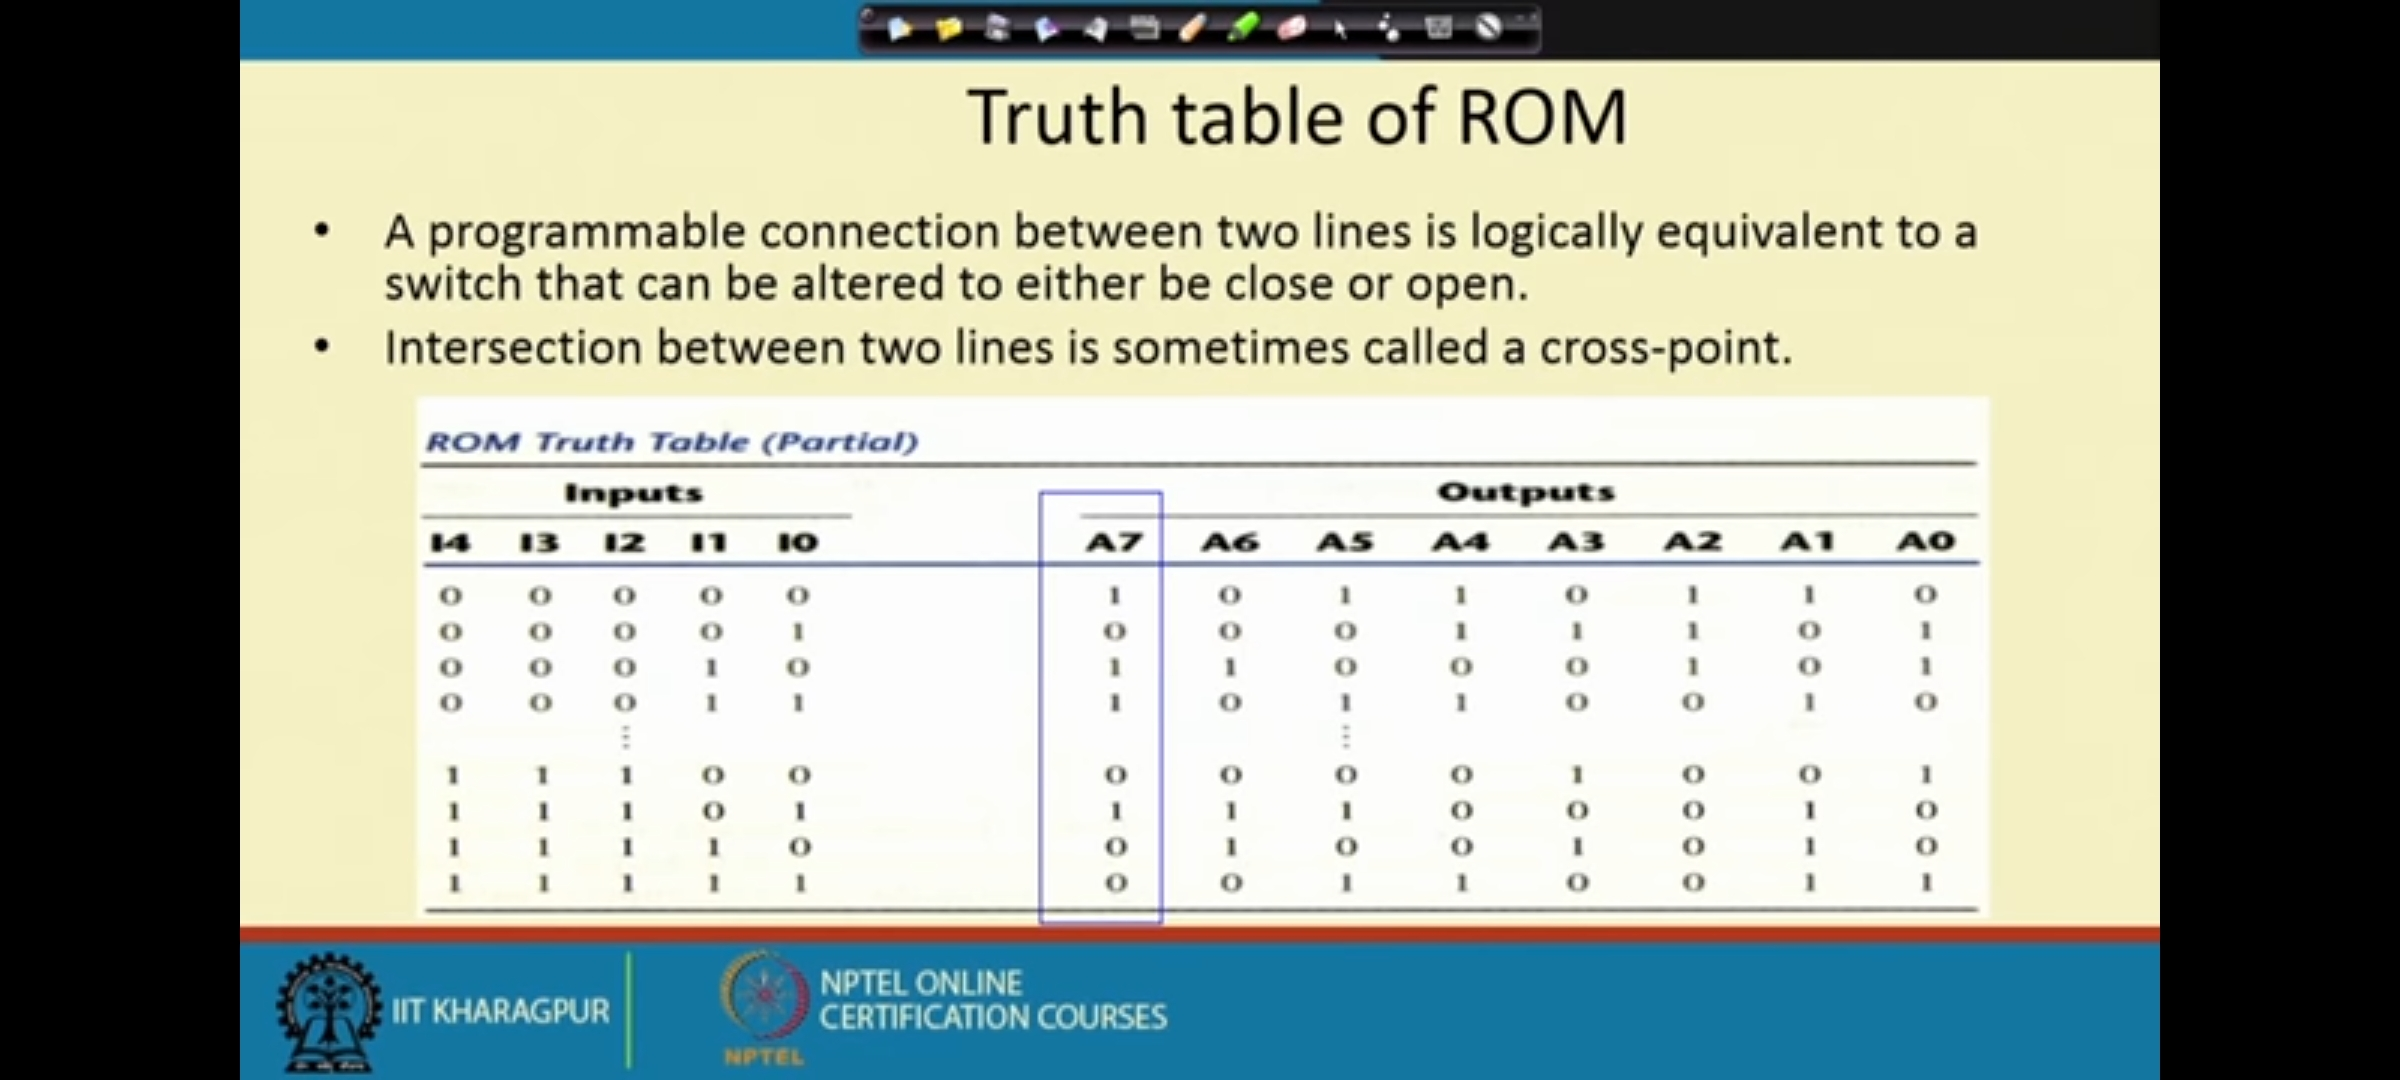 Truth table of ROM
• A programmable connection between two lines is logically equivalent to a
switch that can be altered to either be close or open.
• Intersection between two lines is sometimes called a cross-point.
ROM Truth Table (Partial)
Inputs Outputs
I4 I3 I2 I1 I0 A7 A6 A5 A4 A3 A2 A1 A0
0 0 0 0 0 1 0 1 1 0 1 1 0
0 0 0 0 1 0 0 0 1 1 1 0 1
0 0 0 1 0 1 1 0 0 0 1 0 1
0 0 0 1 1 1 0 1 1 0 0 1 0
⋮ ⋮
1 1 1 0 0 0 0 0 0 1 0 0 1
1 1 1 0 1 1 1 1 0 0 0 1 0
1 1 1 1 0 0 1 0 0 1 0 1 0
1 1 1 1 1 0 0 1 1 0 0 1 1
IIT KHARAGPUR
NPTEL
NPTEL ONLINE
CERTIFICATION COURSES